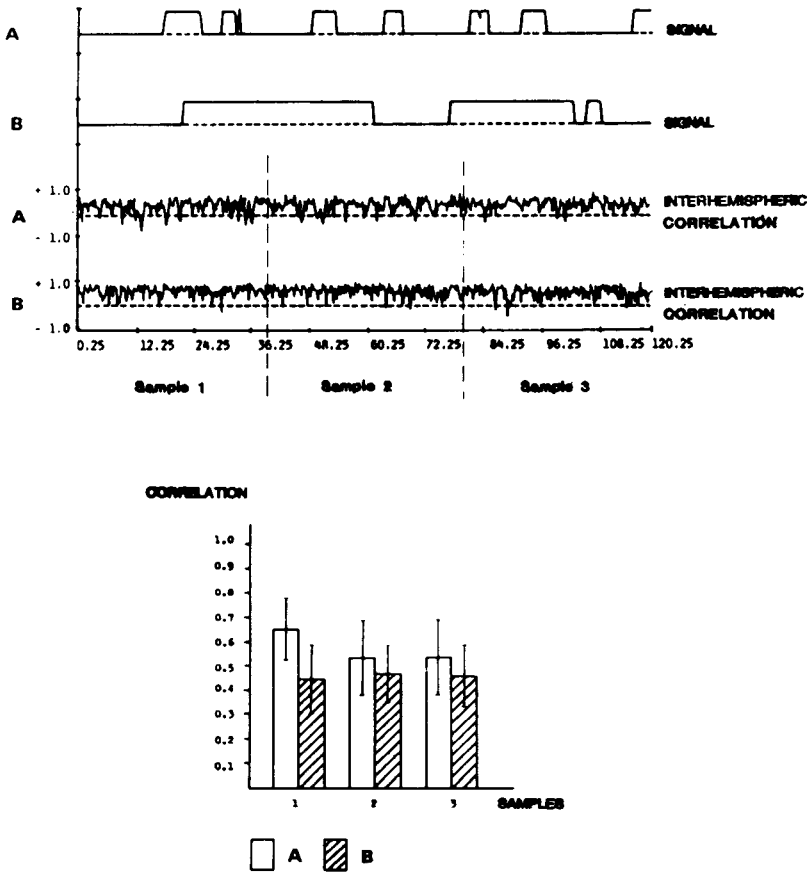 A SIGNAL
B SIGNAL
+ 1.0
A INTERHEMISPHERIC
CORRELATION
- 1.0
+ 1.0
B INTERHEMISPHERIC
CORRELATION
- 1.0
0.25 12.25 24.25 36.25 48.25 60.25 72.25 84.25 96.25 108.25 120.25
Sample 1 Sample 2 Sample 3
CORRELATION
1.0
0.9
0.8
0.7
0.6
0.5
0.4
0.3
0.2
0.1
1 2 3 SAMPLES
A B